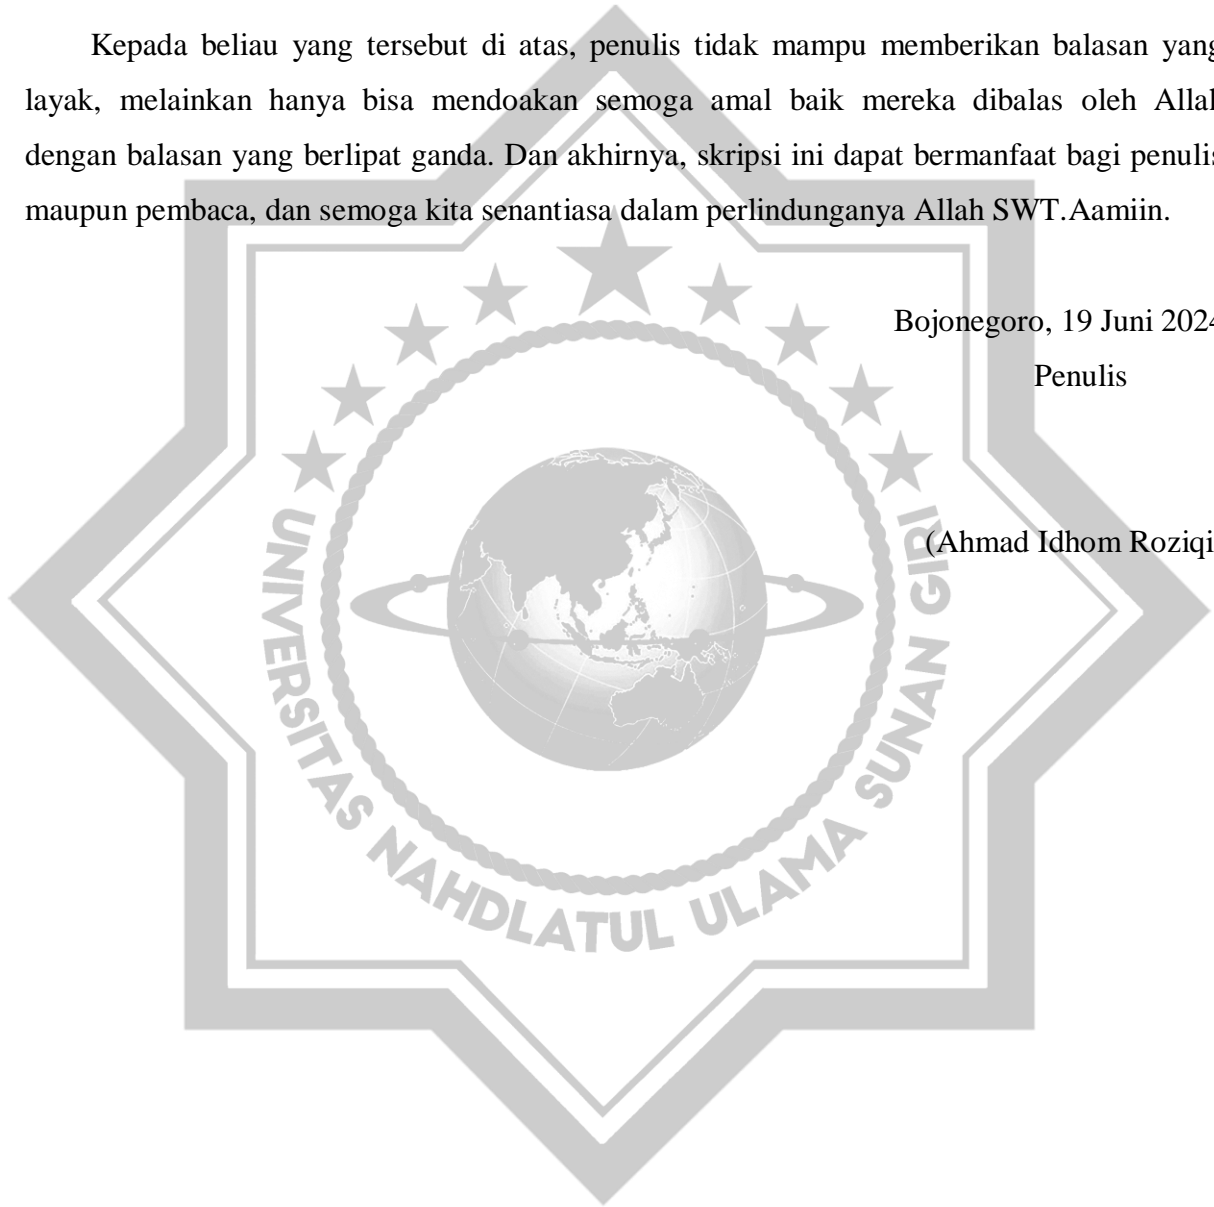 Kepada beliau yang tersebut di atas, penulis tidak mampu memberikan balasan yang
layak, melainkan hanya bisa mendoakan semoga amal baik mereka dibalas oleh Allah
dengan balasan yang berlipat ganda. Dan akhirnya, skripsi ini dapat bermanfaat bagi penulis
maupun pembaca, dan semoga kita senantiasa dalam perlindunganya Allah SWT.Aamiin.
Bojonegoro, 19 Juni 2024
Penulis
(Ahmad Idhom Roziqi
UNIVERSITAS NAHDLATUL ULAMA SUNAN GIRI